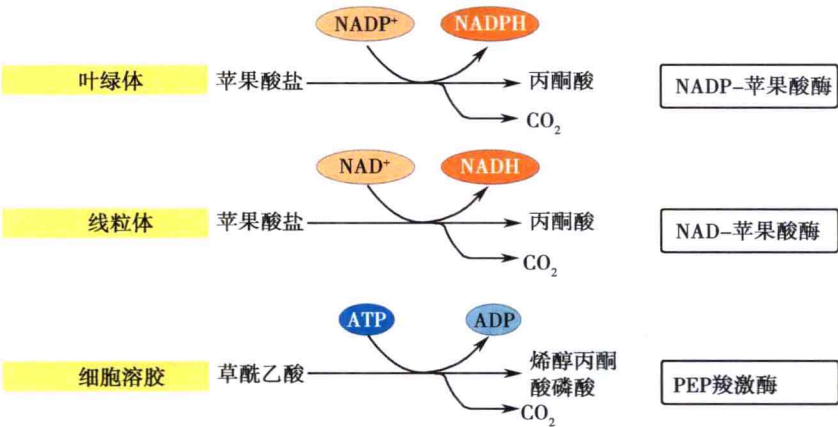 NADP⁺ NADPH
叶绿体 苹果酸盐 丙酮酸 NADP–苹果酸酶
CO₂
NAD⁺ NADH
线粒体 苹果酸盐 丙酮酸 NAD–苹果酸酶
CO₂
ATP ADP
细胞溶胶 草酰乙酸 烯醇丙酮 PEP羧激酶
酸磷酸
CO₂